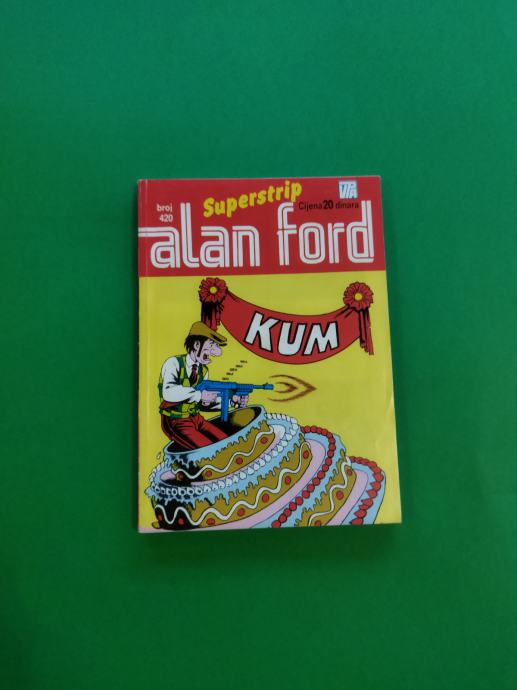 Superstrip
broj
420
Cijena 20 dinara
alan ford
KUM